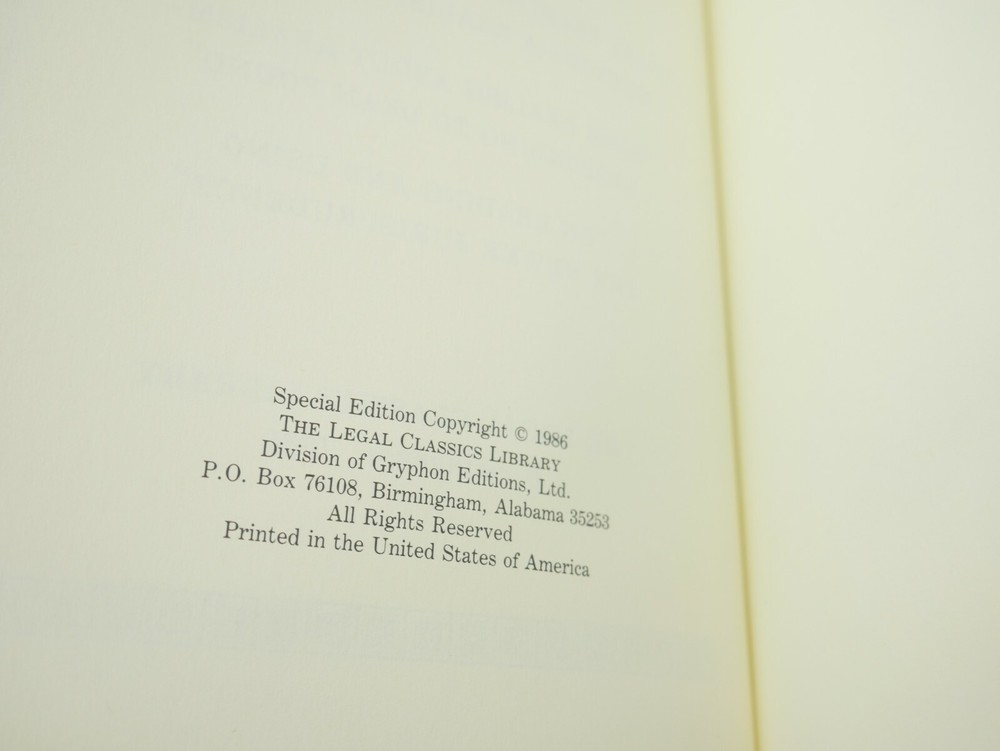 Special Edition Copyright © 1986
THE LEGAL CLASSICS LIBRARY
Division of Gryphon Editions, Ltd.
P.O. Box 76108, Birmingham, Alabama 35253
All Rights Reserved
Printed in the United States of America